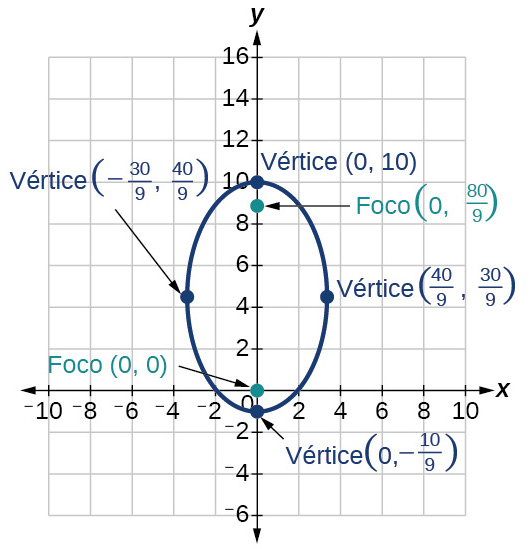 y
16
14
12
10
8
6
4
2
0
−2
−4
−6
Vértice (0, 10)
Vértice(−30/9, 40/9)
Foco(0, 80/9)
Vértice(40/9, 30/9)
Foco (0, 0)
x
−10 −8 −6 −4 −2 2 4 6 8 10
Vértice(0,−10/9)